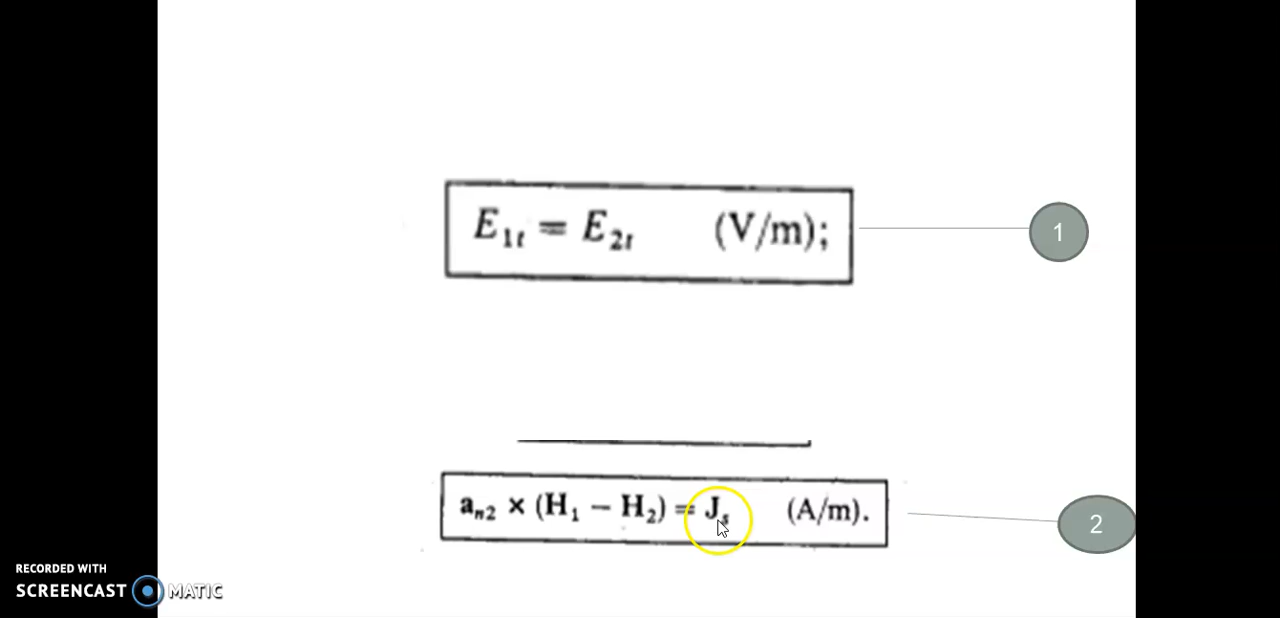 E₁ₜ = E₂ₜ (V/m);
1
aₙ₂ × (H₁ − H₂) = Jₛ (A/m).
2
RECORDED WITH
SCREENCAST MATIC